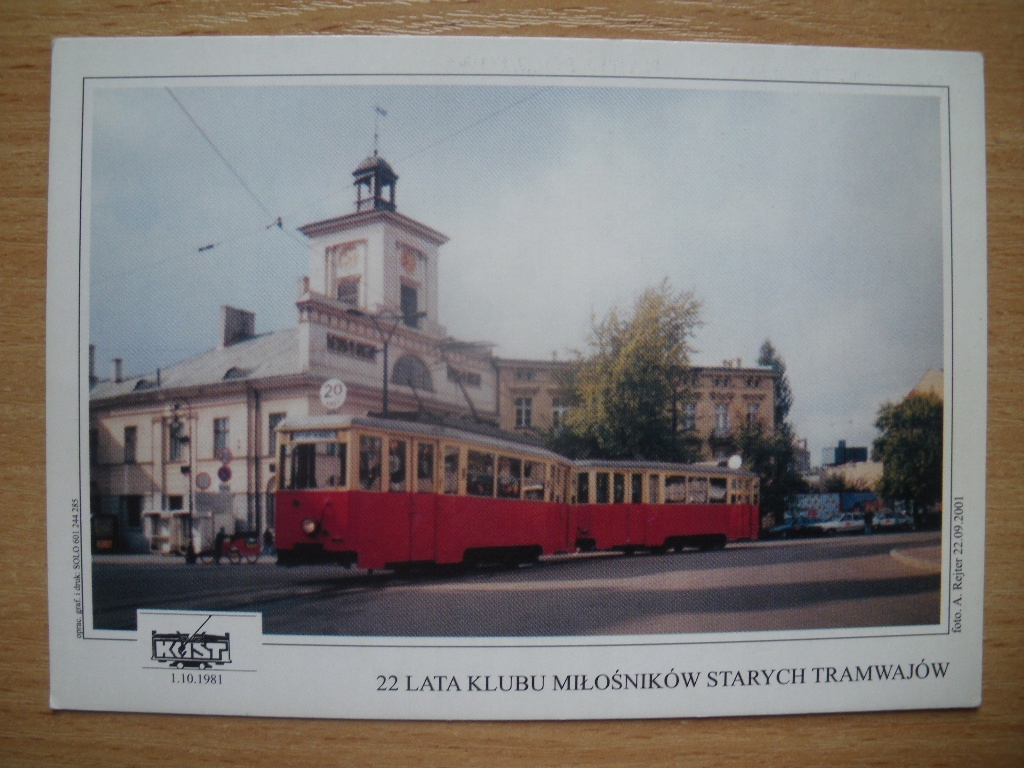 20
oprac. graf. i druk: SOLO 601 244 285
foto. A. Rejter 22.09.2001
KMST
1.10.1981
22 LATA KLUBU MIŁOŚNIKÓW STARYCH TRAMWAJÓW